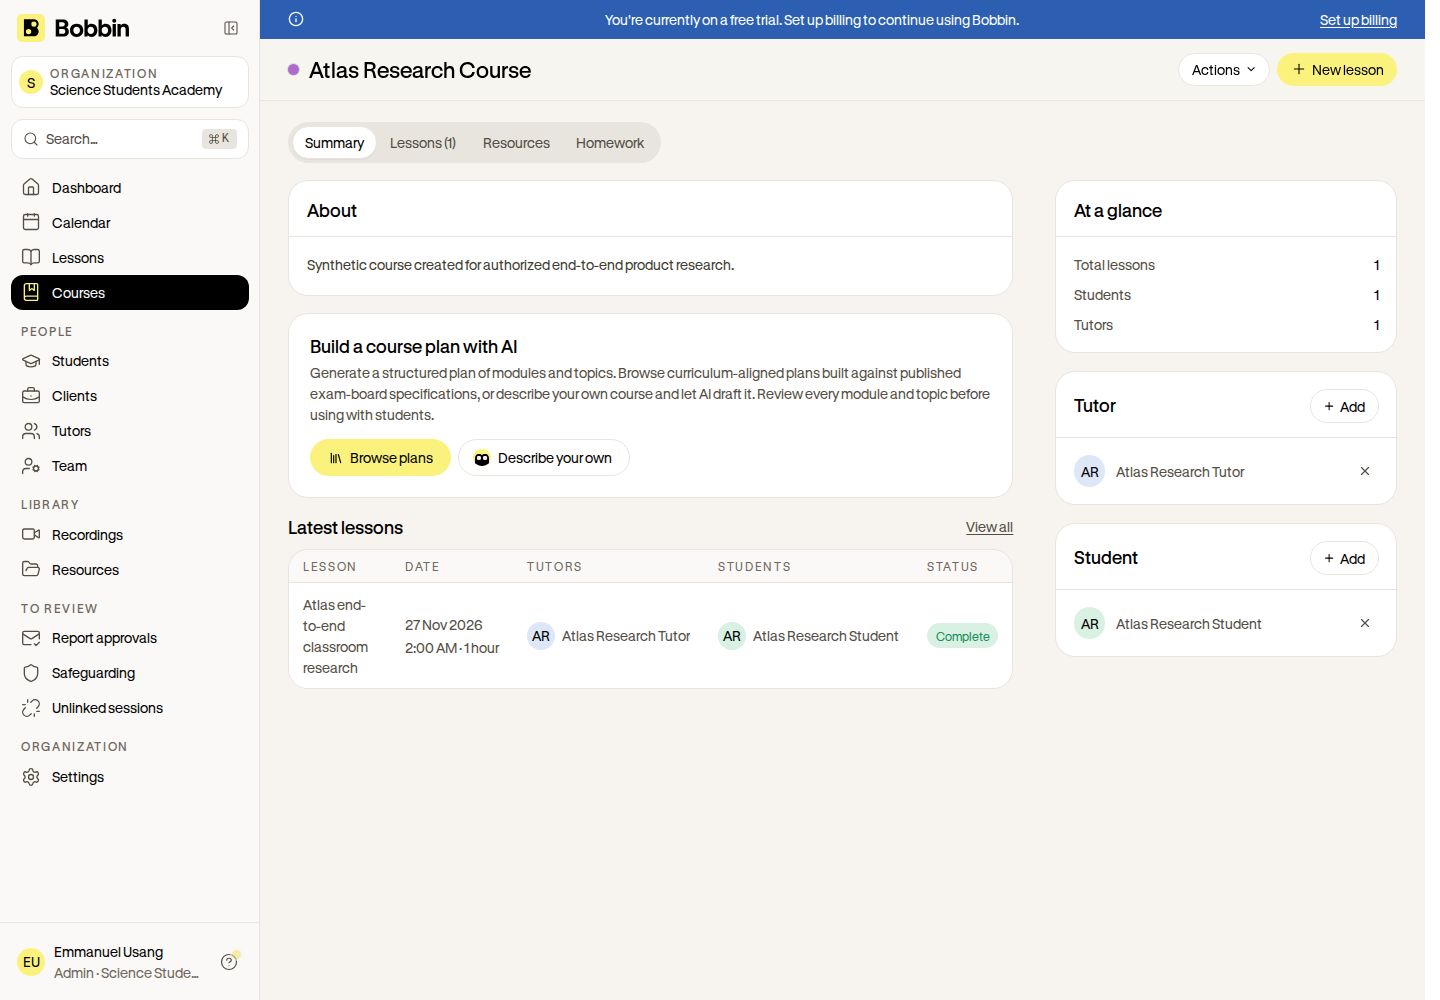 Bobbin
ORGANIZATION
S
Science Students Academy
Search...
⌘ K
Dashboard
Calendar
Lessons
Courses
PEOPLE
Students
Clients
Tutors
Team
LIBRARY
Recordings
Resources
TO REVIEW
Report approvals
Safeguarding
Unlinked sessions
ORGANIZATION
Settings
EU
Emmanuel Usang
Admin · Science Stude...
You're currently on a free trial. Set up billing to continue using Bobbin.
Set up billing
Atlas Research Course
Actions
+ New lesson
Summary
Lessons (1)
Resources
Homework
About
Synthetic course created for authorized end-to-end product research.
Build a course plan with AI
Generate a structured plan of modules and topics. Browse curriculum-aligned plans built against published
exam-board specifications, or describe your own course and let AI draft it. Review every module and topic before
using with students.
Browse plans
Describe your own
Latest lessons
View all
LESSON DATE TUTORS STUDENTS STATUS
Atlas end-
to-end
classroom
research
27 Nov 2026
2:00 AM · 1 hour
AR Atlas Research Tutor
AR Atlas Research Student
Complete
At a glance
Total lessons 1
Students 1
Tutors 1
Tutor
+ Add
AR Atlas Research Tutor
Student
+ Add
AR Atlas Research Student